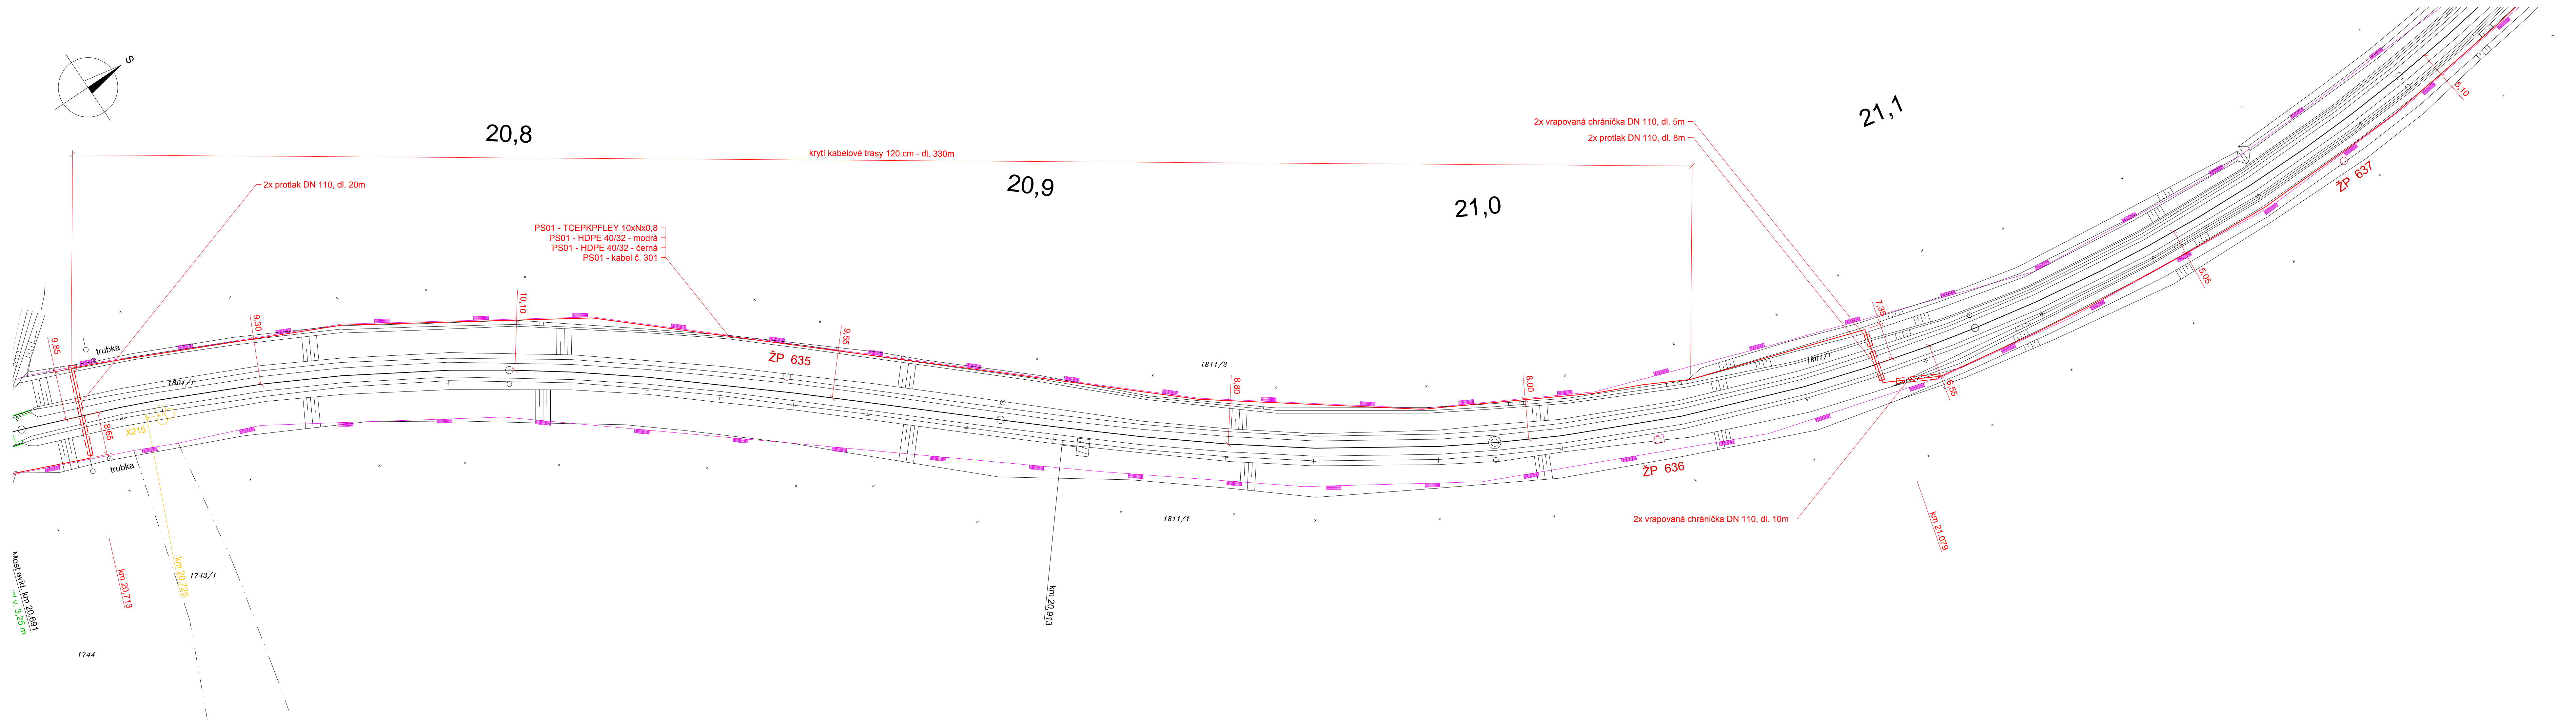 S
20,8
20,9
21,0
21,1
krytí kabelové trasy 120 cm - dl. 330m
2x vrapovaná chránička DN 110, dl. 5m
2x protlak DN 110, dl. 8m
2x protlak DN 110, dl. 20m
PS01 - TCEPKPFLEY 10xNx0,8
PS01 - HDPE 40/32 - modrá
PS01 - HDPE 40/32 - černá
PS01 - kabel č. 301
5,10
ŽP 637
5,05
7,35
6,55
9,85
trubka
9,30
10,10
9,55
ŽP 635
8,80
8,00
1811/2
1801/1
1801/1
8,65
X215
trubka
ŽP 636
1811/1
2x vrapovaná chránička DN 110, dl. 10m
km 21,079
km 20,913
km 20,725
km 20,713
1743/1
1744
Most evid. km 20,691
v. 3,25 m